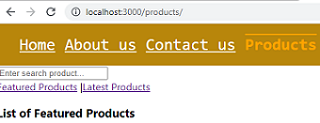 localhost:3000/products/
Home About us Contact us Products
Enter search product...
Featured Products |Latest Products
List of Featured Products